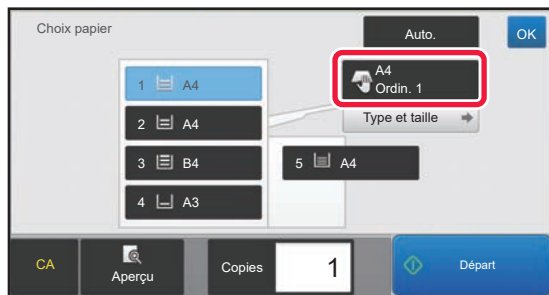 Choix papier
Auto.
OK
A4
Ordin. 1
1 A4
Type et taille
2 A4
3 B4
5 A4
4 A3
CA
Aperçu
Copies
1
Départ